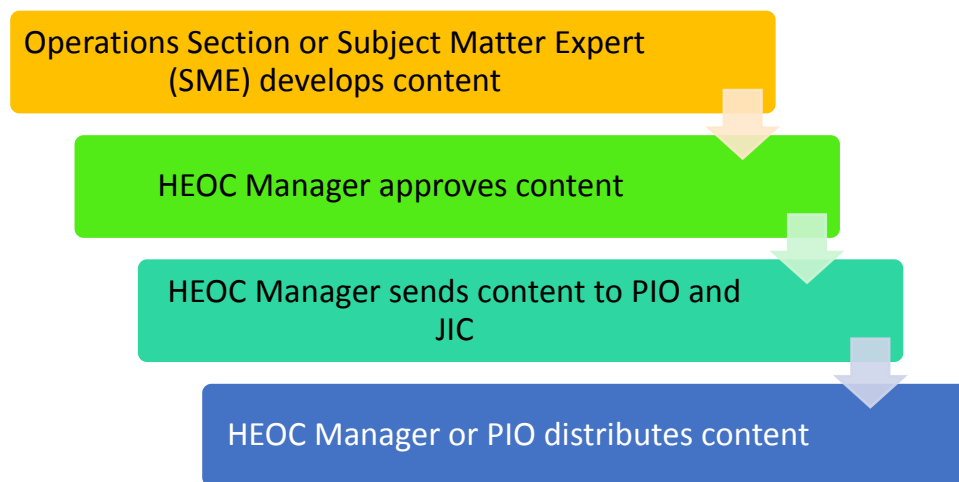 Operations Section or Subject Matter Expert
(SME) develops content
HEOC Manager approves content
HEOC Manager sends content to PIO and
JIC
HEOC Manager or PIO distributes content